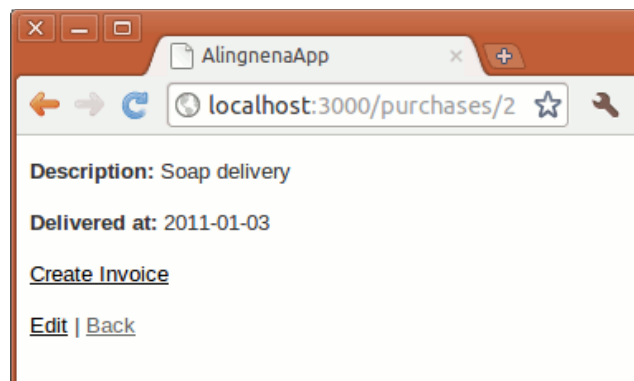 AlingnenaApp
localhost:3000/purchases/2
Description: Soap delivery
Delivered at: 2011-01-03
Create Invoice
Edit | Back